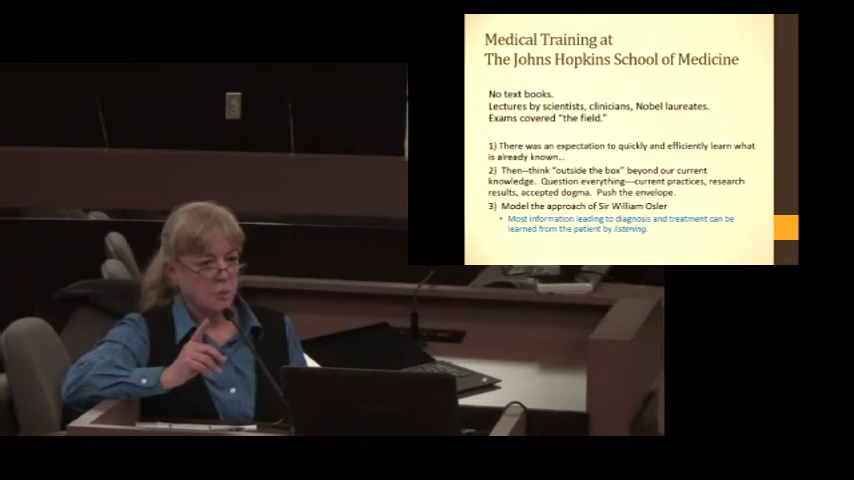 Medical Training at
The Johns Hopkins School of Medicine
No text books.
Lectures by scientists, clinicians, Nobel laureates.
Exams covered “the field.”
1) There was an expectation to quickly and efficiently learn what
is already known...
2) Then--think “outside the box” beyond our current
knowledge. Question everything---current practices, research
results, accepted dogma. Push the envelope.
3) Model the approach of Sir William Osler
• Most information leading to diagnosis and treatment can be
learned from the patient by listening.